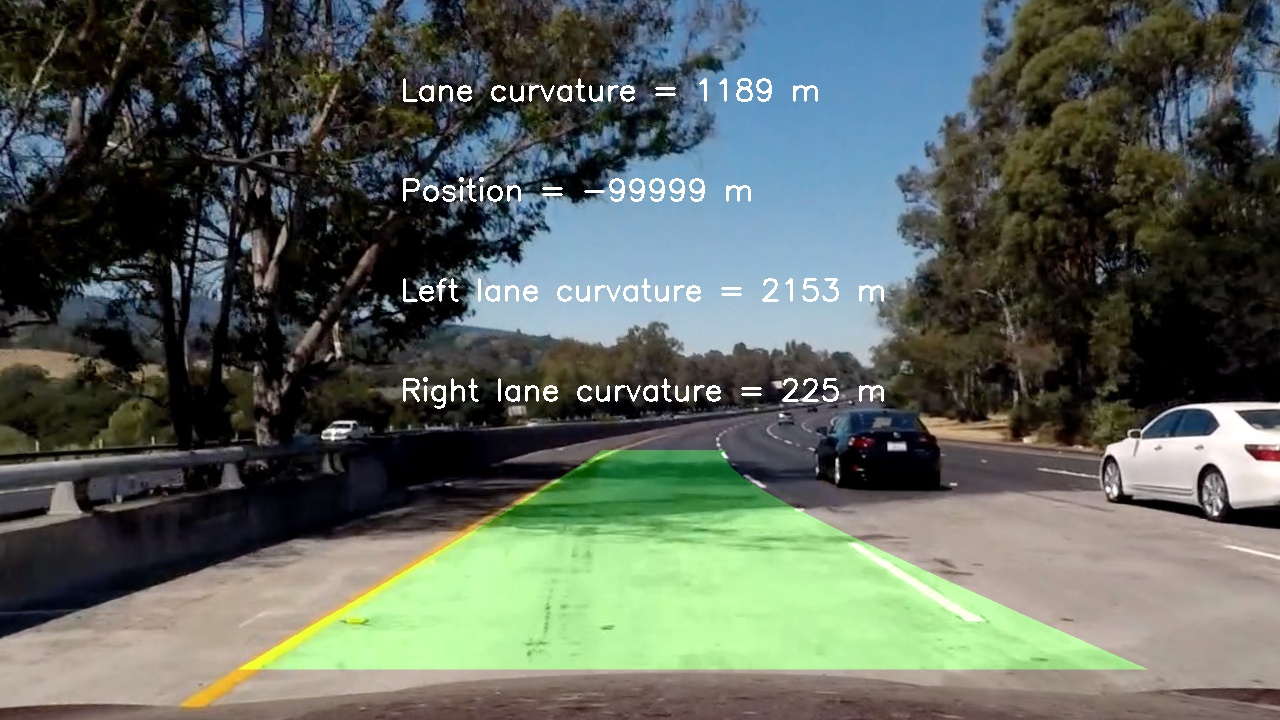 Lane curvature = 1189 m
Position = -99999 m
Left lane curvature = 2153 m
Right lane curvature = 225 m